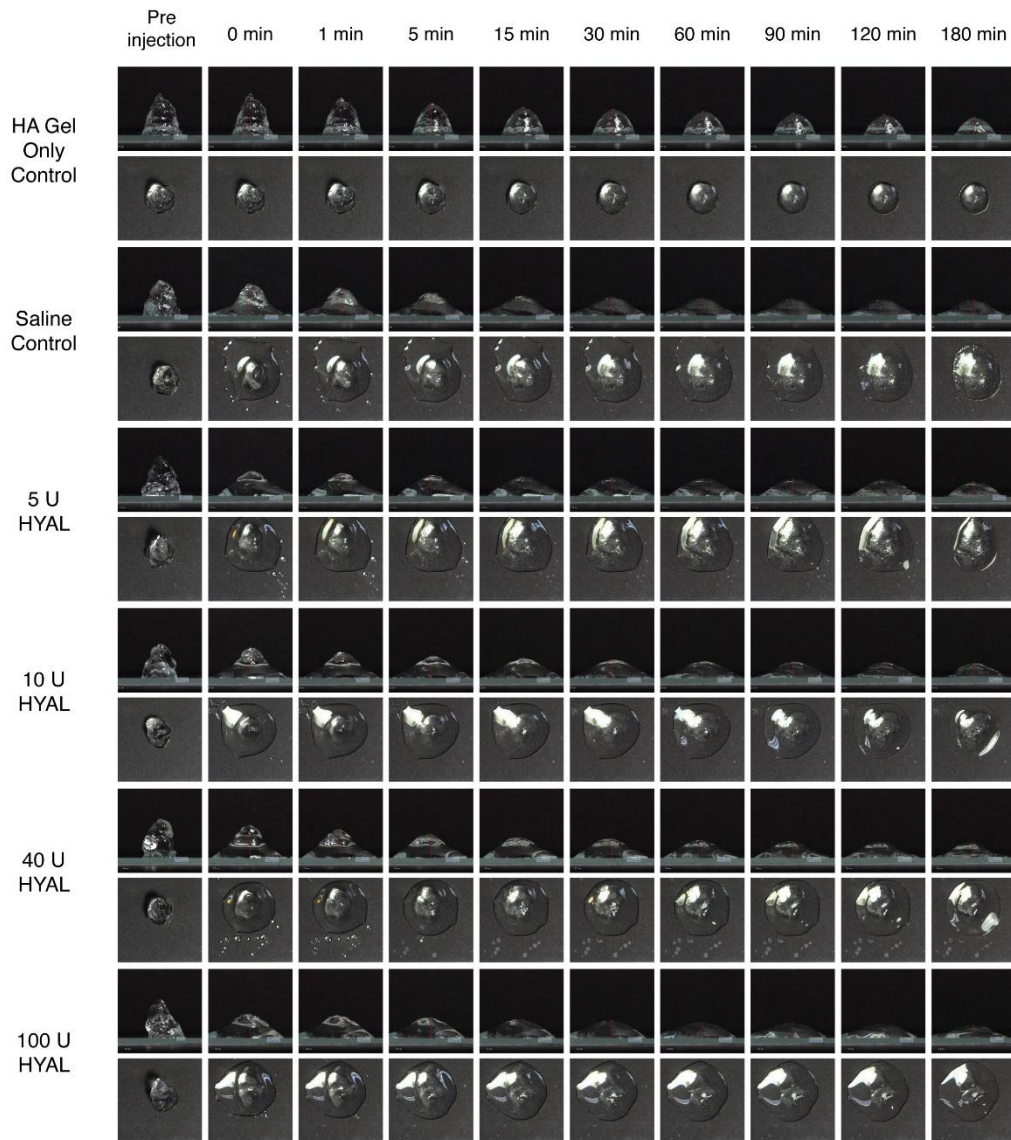 Pre
injection
0 min
1 min
5 min
15 min
30 min
60 min
90 min
120 min
180 min
HA Gel
Only
Control
Saline
Control
5 U
HYAL
10 U
HYAL
40 U
HYAL
100 U
HYAL